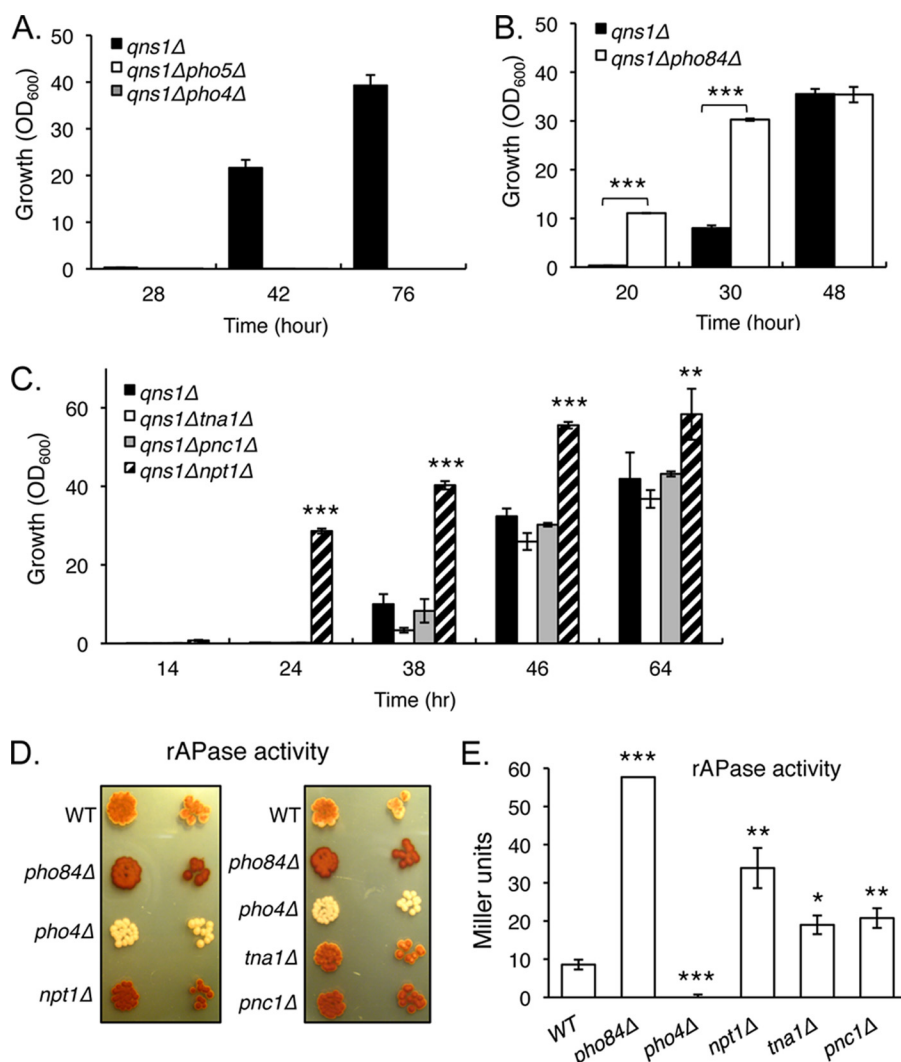 A.
50
40
30
20
10
0
Growth (OD600)
qns1Δ
qns1Δpho5Δ
qns1Δpho4Δ
28 42 76
Time (hour)
B.
50
40
30
20
10
0
Growth (OD600)
qns1Δ
qns1Δpho84Δ
***
***
20 30 48
Time (hour)
C.
60
40
20
0
Growth (OD600)
qns1Δ
qns1Δtna1Δ
qns1Δpnc1Δ
qns1Δnpt1Δ
***
***
***
**
14 24 38 46 64
Time (hr)
D.
rAPase activity
WT
pho84Δ
pho4Δ
npt1Δ
WT
pho84Δ
pho4Δ
tna1Δ
pnc1Δ
E.
rAPase activity
60
50
40
30
20
10
0
Miller units
***
***
**
*
**
WT pho84Δ pho4Δ npt1Δ tna1Δ pnc1Δ